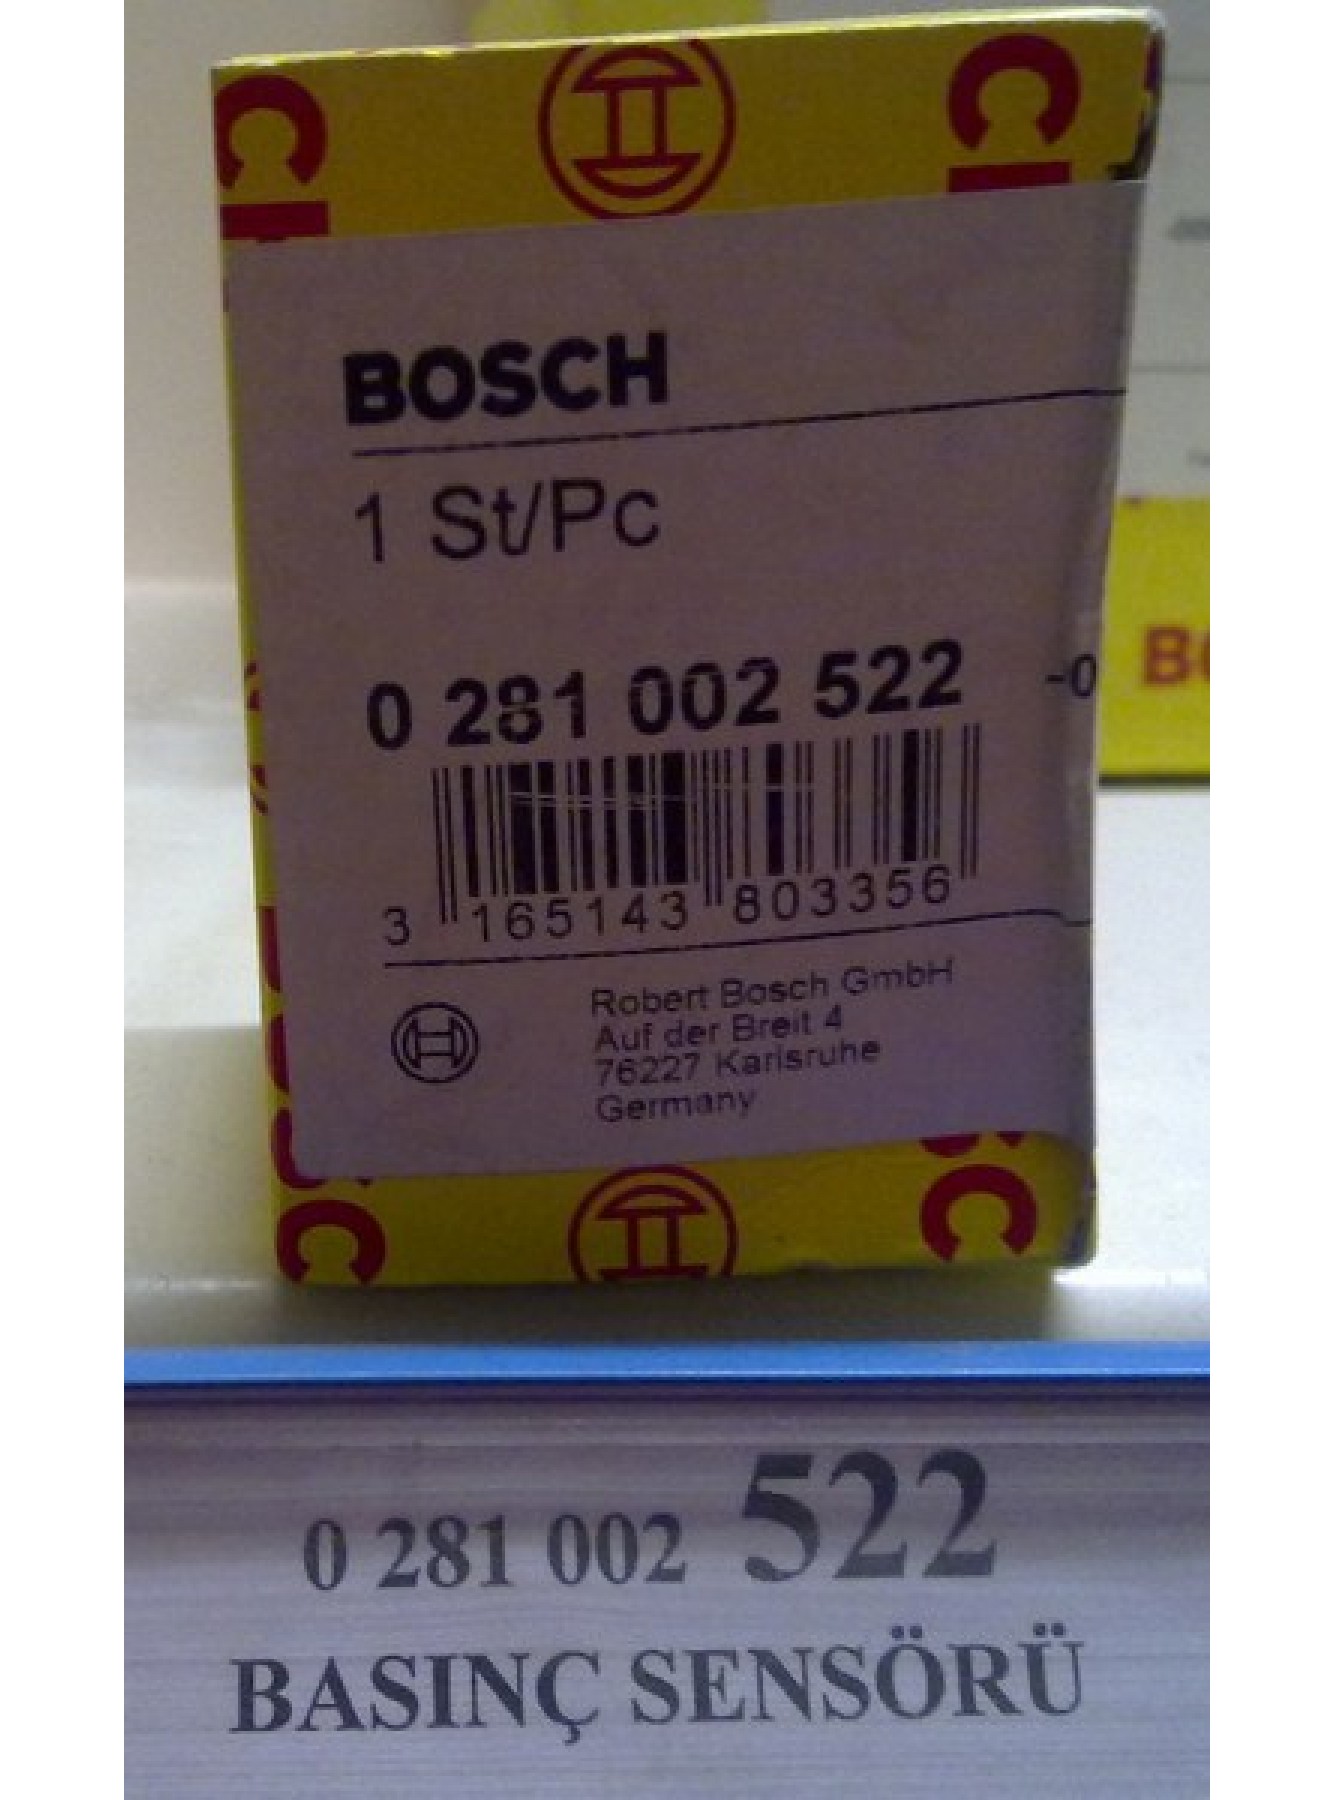 BOSCH
1 St/Pc
0 281 002 522 -0
3 165143 803356
Robert Bosch GmbH
Auf der Breit 4
76227 Karlsruhe
Germany
0 281 002 522
BASINÇ SENSÖRÜ